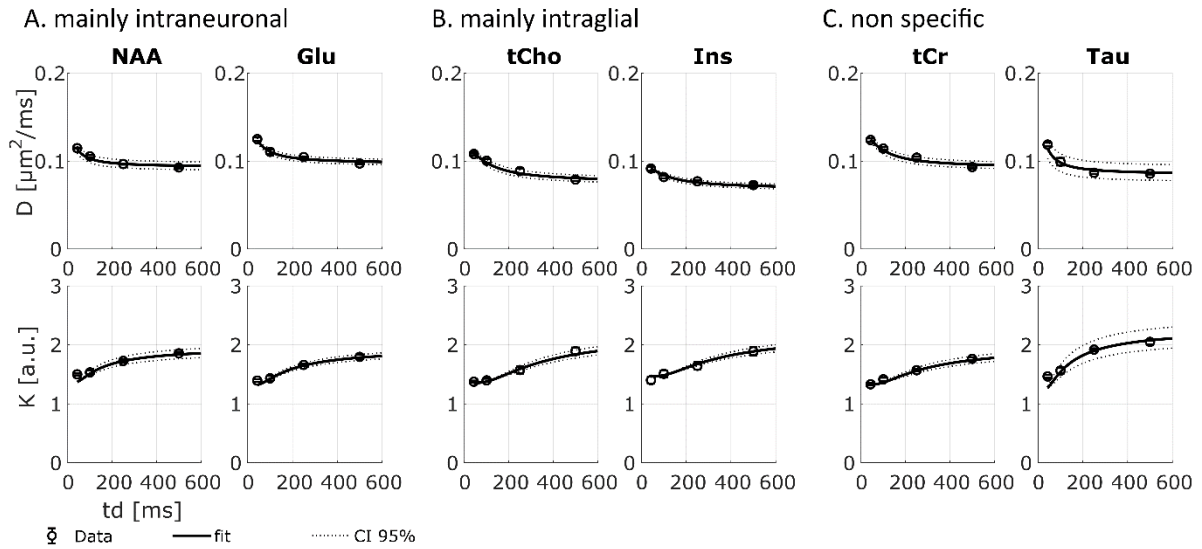 A. mainly intraneuronal B. mainly intraglial C. non specific
NAA Glu tCho Ins tCr Tau
D [µm²/ms]
0.2 0.2 0.2 0.2 0.2 0.2
0.1 0.1 0.1 0.1 0.1 0.1
0 0 0 0 0 0
0 200 400 600 0 200 400 600 0 200 400 600 0 200 400 600 0 200 400 600 0 200 400 600
K [a.u.]
3 3 3 3 3 3
2 2 2 2 2 2
1 1 1 1 1 1
0 0 0 0 0 0
0 200 400 600 0 200 400 600 0 200 400 600 0 200 400 600 0 200 400 600 0 200 400 600
td [ms]
Data fit CI 95%